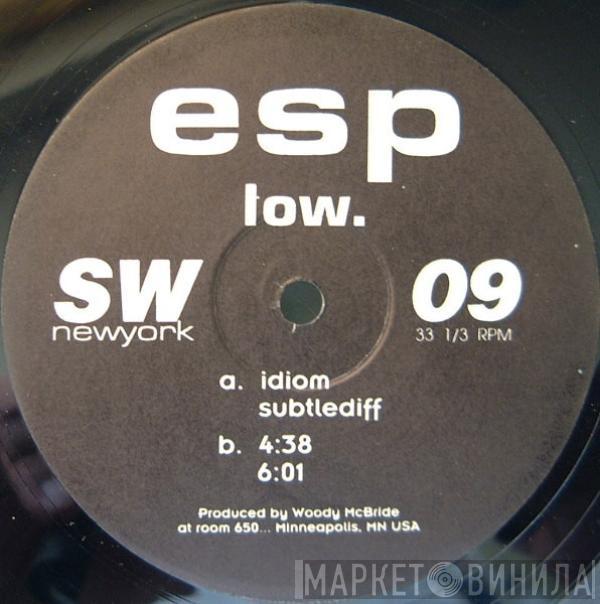 esp
low.
SW
newyork
09
33 1/3 RPM
a. idiom
subtlediff
b. 4:38
6:01
Produced by Woody McBride
at room 650... Minneapolis, MN USA
МАРКЕТ ВИНИЛА